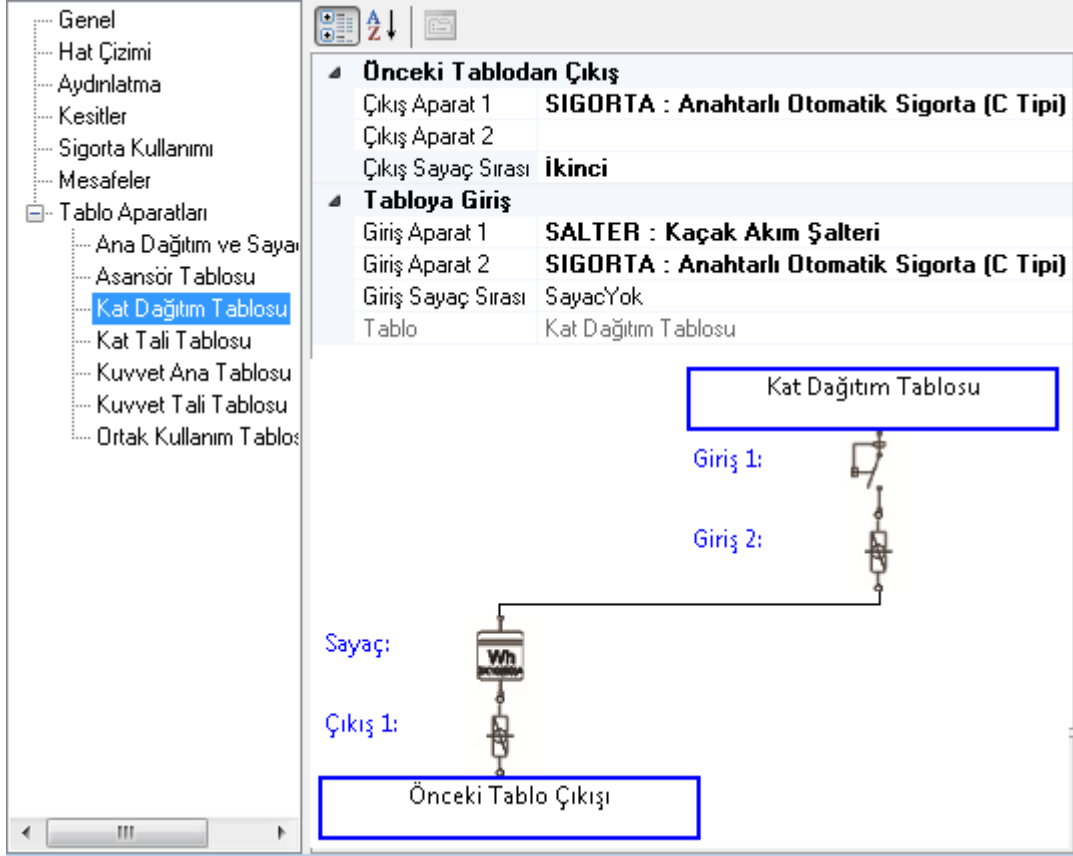 Genel
Hat Çizimi
Aydınlatma
Kesitler
Sigorta Kullanımı
Mesafeler
Tablo Aparatları
Ana Dağıtım ve Saya
Asansör Tablosu
Kat Dağıtım Tablosu
Kat Tali Tablosu
Kuvvet Ana Tablosu
Kuvvet Tali Tablosu
Ortak Kullanım Tablos
Önceki Tablodan Çıkış
Çıkış Aparat 1 SIGORTA : Anahtarlı Otomatik Sigorta (C Tipi)
Çıkış Aparat 2
Çıkış Sayaç Sırası İkinci
Tabloya Giriş
Giriş Aparat 1 SALTER : Kaçak Akım Şalteri
Giriş Aparat 2 SIGORTA : Anahtarlı Otomatik Sigorta (C Tipi)
Giriş Sayaç Sırası SayacYok
Tablo Kat Dağıtım Tablosu
Kat Dağıtım Tablosu
Giriş 1:
Giriş 2:
Sayaç:
Wh
Çıkış 1:
Önceki Tablo Çıkışı